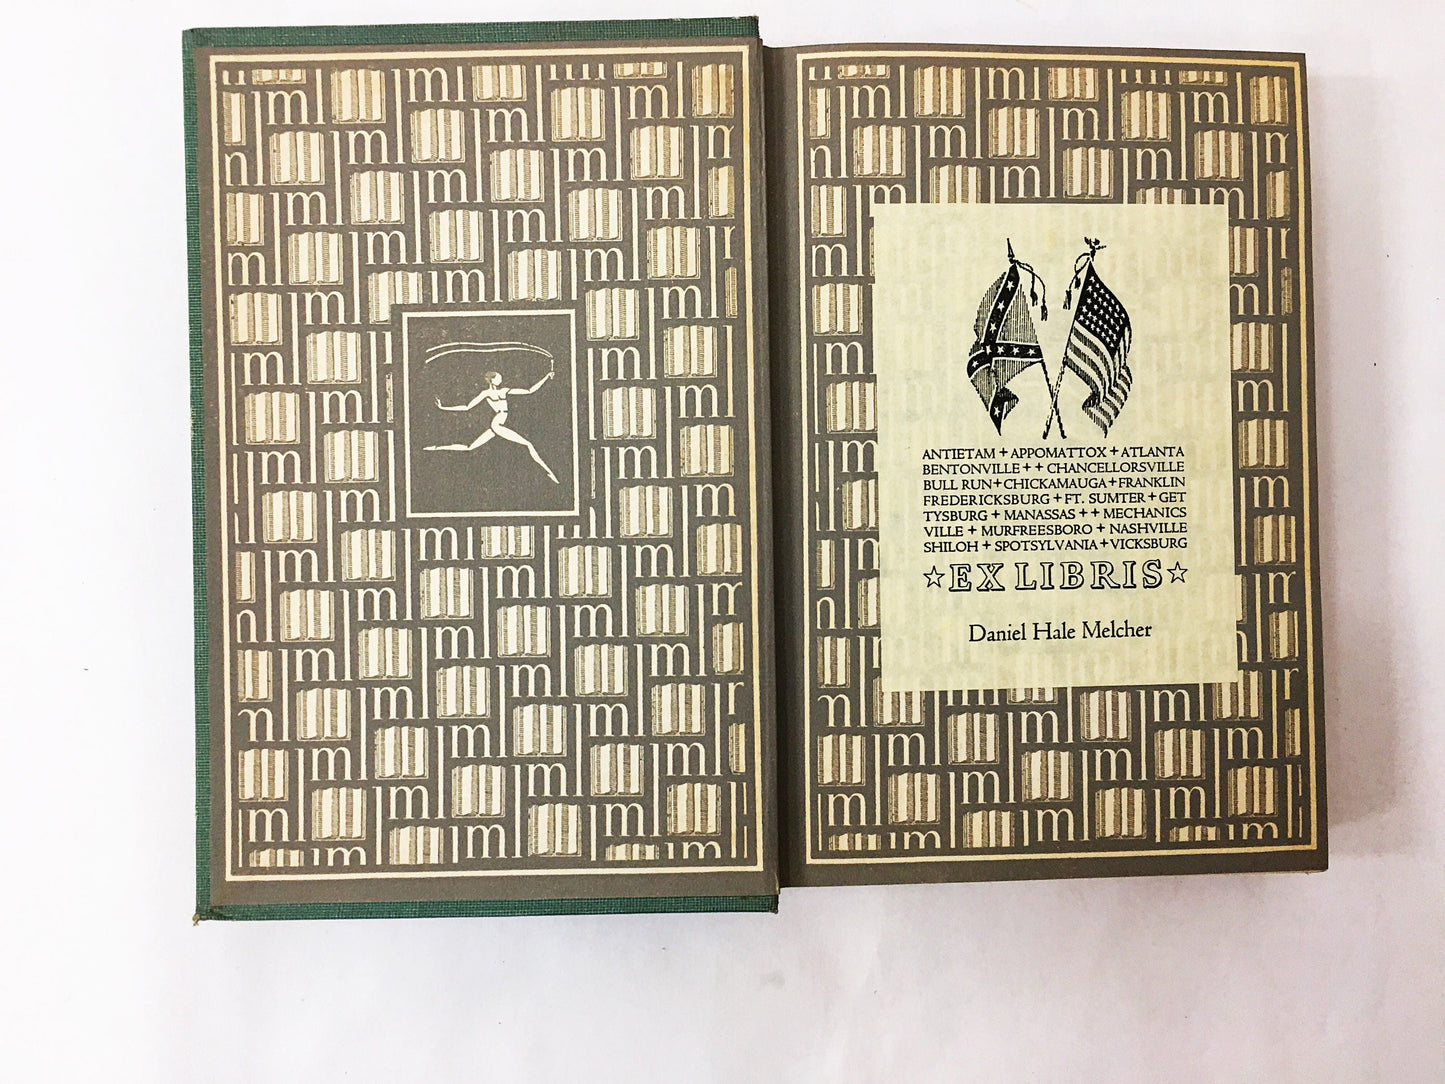 ANTIETAM + APPOMATTOX + ATLANTA
BENTONVILLE + + CHANCELLORSVILLE
BULL RUN + CHICKAMAUGA + FRANKLIN
FREDERICKSBURG + FT. SUMTER + GET
TYSBURG + MANASSAS + + MECHANICS
VILLE + MURFREESBORO + NASHVILLE
SHILOH + SPOTSYLVANIA + VICKSBURG
☆ EX LIBRIS ☆
Daniel Hale Melcher